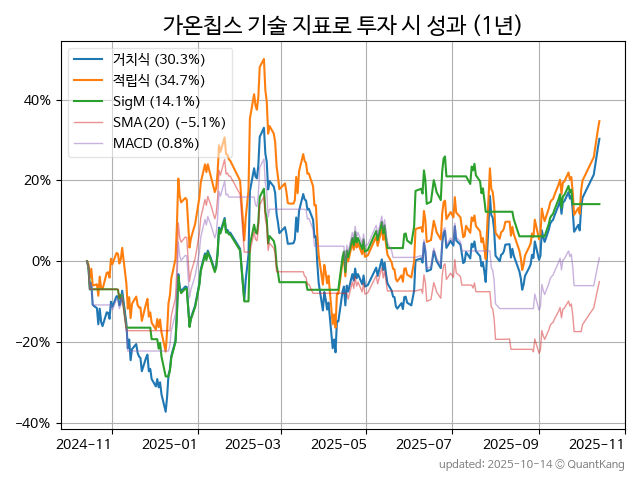 가온칩스 기술 지표로 투자 시 성과 (1년)
거치식 (30.3%)
적립식 (34.7%)
SigM (14.1%)
SMA(20) (−5.1%)
MACD (0.8%)
40%
20%
0%
−20%
−40%
2024-11
2025-01
2025-03
2025-05
2025-07
2025-09
2025-11
updated: 2025-10-14 © QuantKang